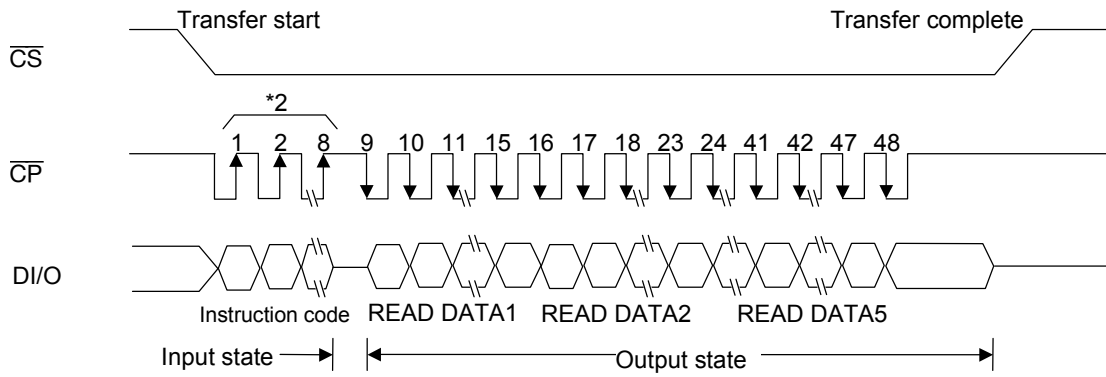 Transfer start Transfer complete
CS
*2
1 2 8 9 10 11 15 16 17 18 23 24 41 42 47 48
CP
DI/O
Instruction code READ DATA1 READ DATA2 READ DATA5
Input state Output state